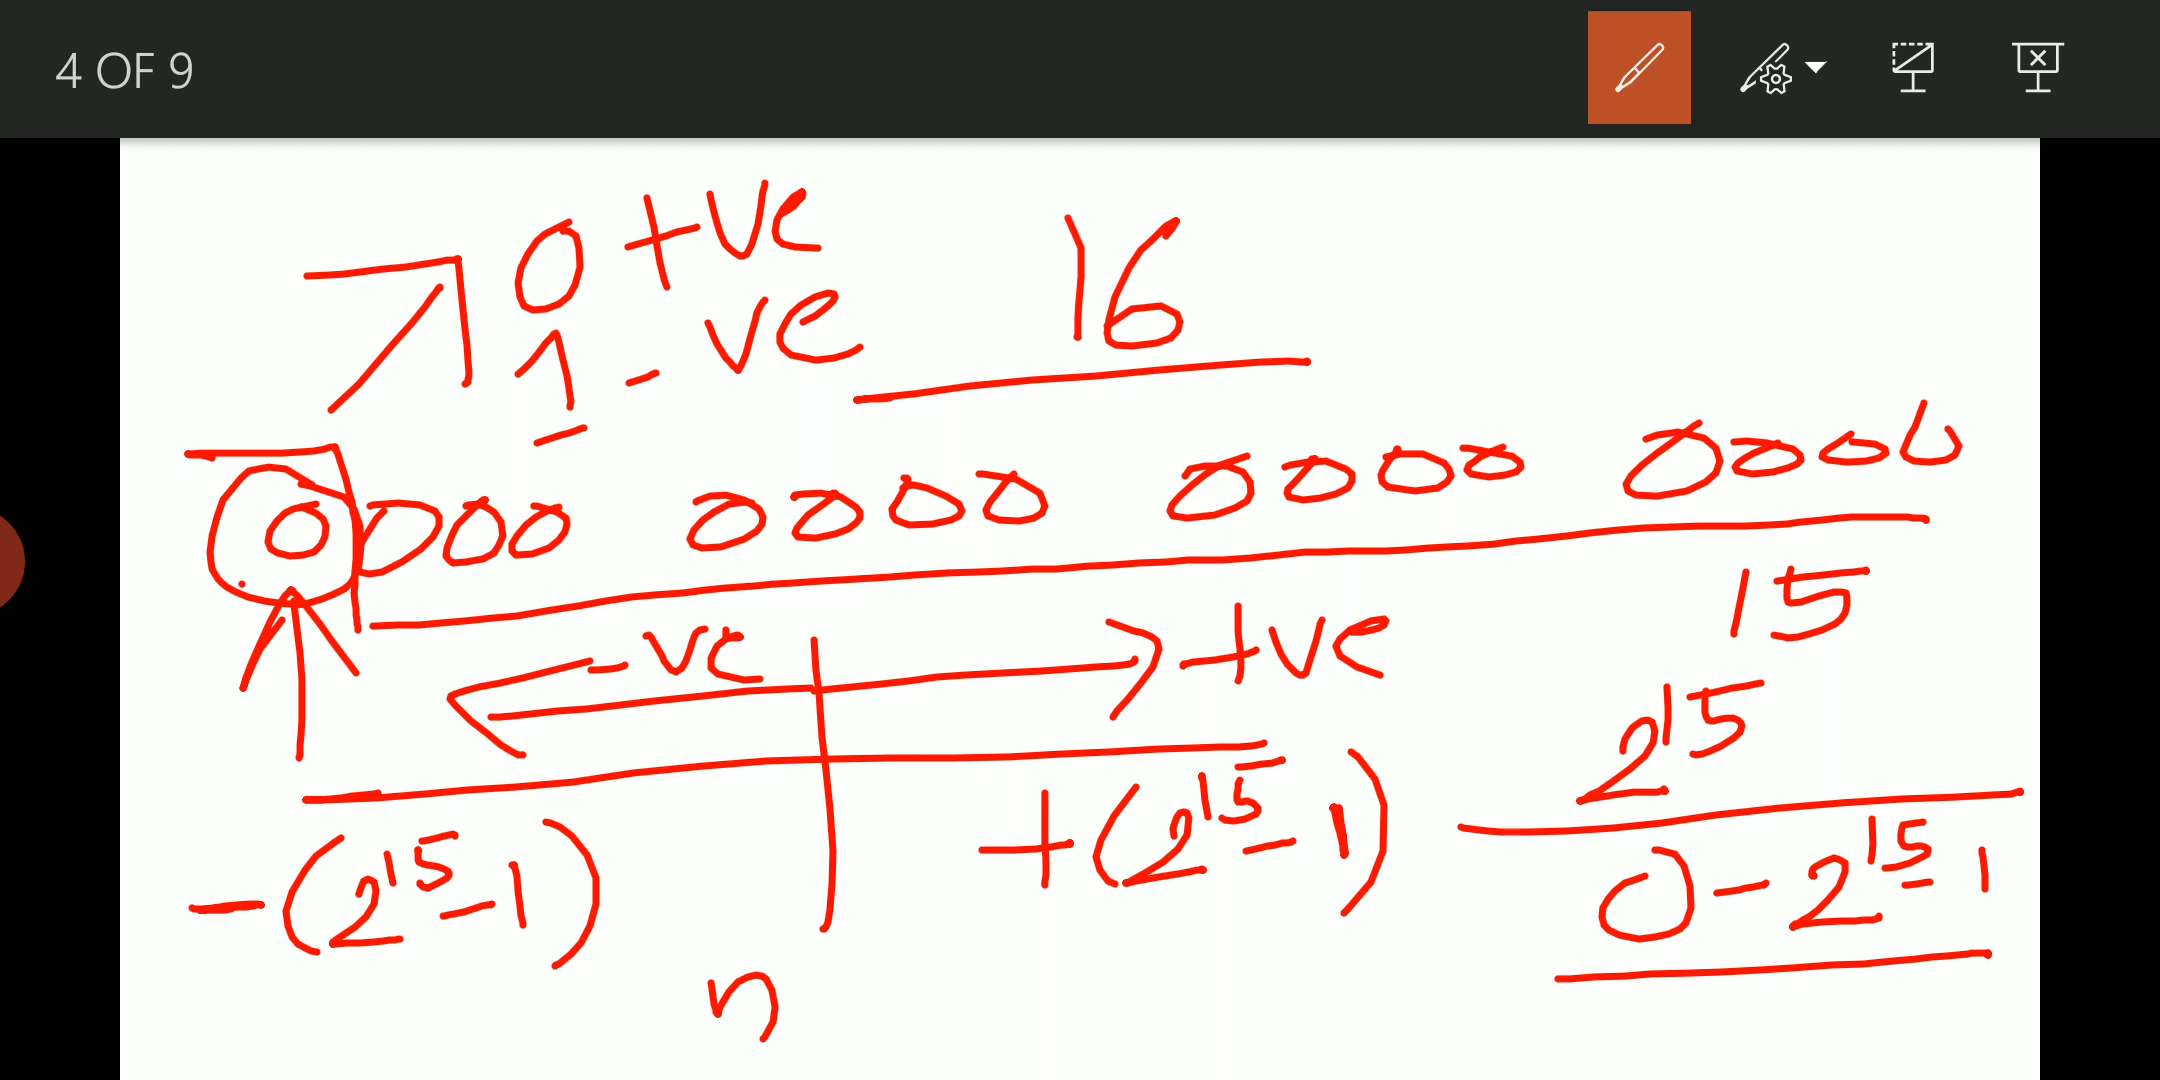 4 OF 9
0 +ve
1 - ve
16
0000 0000 0000 0000
15
-ve +ve
2^15
-(2^15-1) +(2^15-1)
0-2^15-1
n